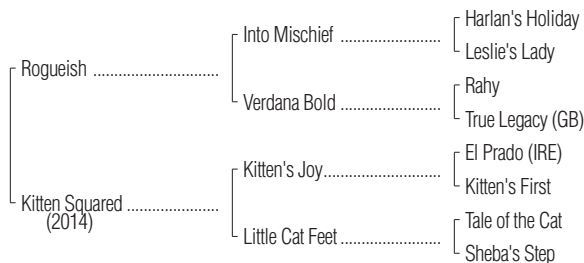 Harlan's Holiday
Into Mischief ........................
Leslie's Lady
Rogueish ..............................
Rahy
Verdana Bold .....................
True Legacy (GB)
El Prado (IRE)
Kitten's Joy............................
Kitten's First
Kitten Squared ......................
(2014)
Tale of the Cat
Little Cat Feet .....................
Sheba's Step